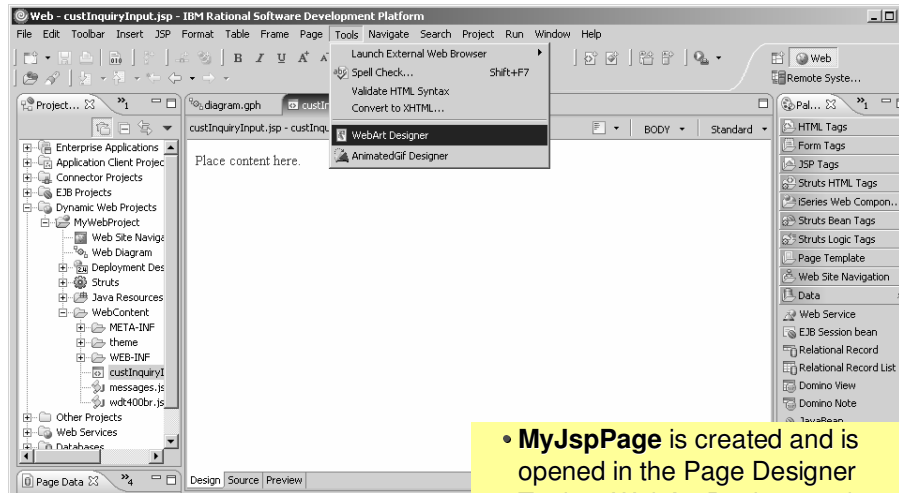 Web - custInquiryInput.jsp - IBM Rational Software Development Platform
File Edit Toolbar Insert JSP Format Table Frame Page Tools Navigate Search Project Run Window Help
Launch External Web Browser
Spell Check... Shift+F7
Validate HTML Syntax
Convert to XHTML...
WebArt Designer
AnimatedGif Designer
Web
Remote Syste...
Project... 1
diagram.gph
Pal... 1
custInquiryInput.jsp - BODY Standard
Place content here.
Enterprise Applications
Application Client Projec
Connector Projects
EJB Projects
Dynamic Web Projects
MyWebProject
Web Site Naviga
Web Diagram
Deployment Des
Struts
Java Resources
WebContent
META-INF
theme
WEB-INF
custInquiryI
messages.js
wdt400br.js
Other Projects
Web Services
Databases
Page Data 4
Design Source Preview
HTML Tags
Form Tags
JSP Tags
Struts HTML Tags
iSeries Web Compon...
Struts Bean Tags
Struts Logic Tags
Page Template
Web Site Navigation
Data
Web Service
EJB Session bean
Relational Record
Relational Record List
Domino View
Domino Note
JavaBean
• MyJspPage is created and is
opened in the Page Designer